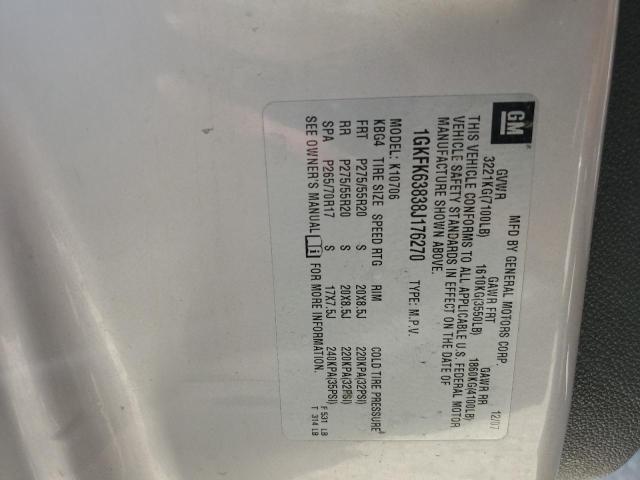 GM
MFD BY GENERAL MOTORS CORP. 12/07
GVWR GAWR FRT GAWR RR
3221KG(7100LB) 1610KG(3550LB) 1860KG(4100LB)
THIS VEHICLE CONFORMS TO ALL APPLICABLE U.S. FEDERAL MOTOR
VEHICLE SAFETY STANDARDS IN EFFECT ON THE DATE OF
MANUFACTURE SHOWN ABOVE.
1GKFK63838J176270 TYPE: M.P.V.
MODEL: K10706
KBG4 TIRE SIZE SPEED RTG RIM COLD TIRE PRESSURE
FRT P275/55R20 S 20X8.5J 220KPA(32PSI)
RR P275/55R20 S 20X8.5J 220KPA(32PSI)
SPA P265/70R17 S 17X7.5J 240KPA(35PSI)
SEE OWNER'S MANUAL i FOR MORE INFORMATION.
F 531 LB
T 314 LB